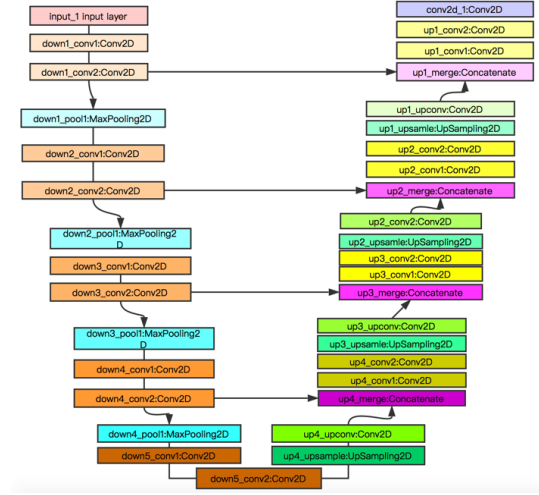 input_1 input layer
down1_conv1:Conv2D
down1_conv2:Conv2D
down1_pool1:MaxPooling2D
down2_conv1:Conv2D
down2_conv2:Conv2D
down2_pool1:MaxPooling2
D
down3_conv1:Conv2D
down3_conv2:Conv2D
down3_pool1:MaxPooling2
D
down4_conv1:Conv2D
down4_conv2:Conv2D
down4_pool1:MaxPooling2D
down5_conv1:Conv2D
down5_conv2:Conv2D
conv2d_1:Conv2D
up1_conv2:Conv2D
up1_conv1:Conv2D
up1_merge:Concatenate
up1_upconv:Conv2D
up1_upsamle:UpSampling2D
up2_conv2:Conv2D
up2_conv1:Conv2D
up2_merge:Concatenate
up2_conv2:Conv2D
up2_upsamle:UpSampling2D
up3_conv2:Conv2D
up3_conv1:Conv2D
up3_merge:Concatenate
up3_upconv:Conv2D
up3_upsamle:UpSampling2D
up4_conv2:Conv2D
up4_conv1:Conv2D
up4_merge:Concatenate
up4_upconv:Conv2D
up4_upsample:UpSampling2D